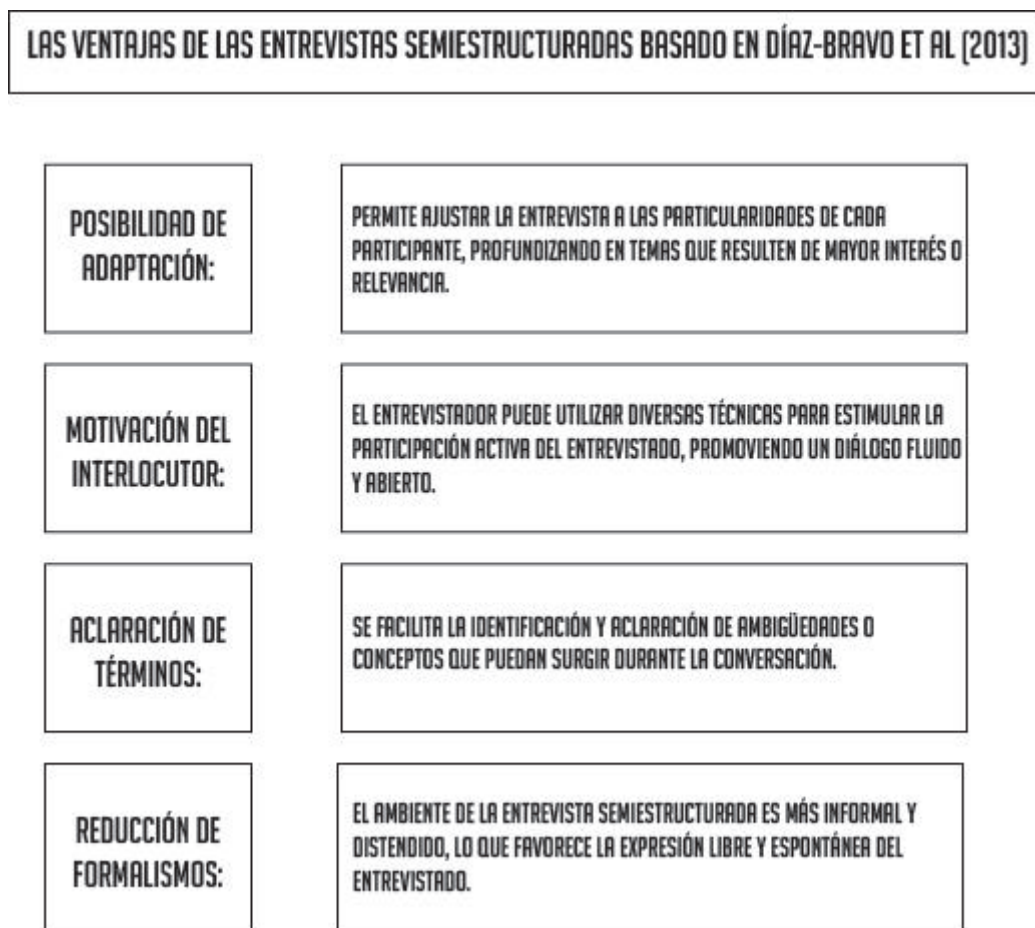 LAS VENTAJAS DE LAS ENTREVISTAS SEMIESTRUCTURADAS BASADO EN DÍAZ-BRAVO ET AL (2013)
POSIBILIDAD DE
ADAPTACIÓN:
PERMITE AJUSTAR LA ENTREVISTA A LAS PARTICULARIDADES DE CADA
PARTICIPANTE, PROFUNDIZANDO EN TEMAS QUE RESULTEN DE MAYOR INTERÉS O
RELEVANCIA.
MOTIVACIÓN DEL
INTERLOCUTOR:
EL ENTREVISTADOR PUEDE UTILIZAR DIVERSAS TÉCNICAS PARA ESTIMULAR LA
PARTICIPACIÓN ACTIVA DEL ENTREVISTADO, PROMOVIENDO UN DIÁLOGO FLUIDO
Y ABIERTO.
ACLARACIÓN DE
TÉRMINOS:
SE FACILITA LA IDENTIFICACIÓN Y ACLARACIÓN DE AMBIGÜEDADES O
CONCEPTOS QUE PUEDAN SURGIR DURANTE LA CONVERSACIÓN.
REDUCCIÓN DE
FORMALISMOS:
EL AMBIENTE DE LA ENTREVISTA SEMIESTRUCTURADA ES MÁS INFORMAL Y
DISTENDIDO, LO QUE FAVORECE LA EXPRESIÓN LIBRE Y ESPONTÁNEA DEL
ENTREVISTADO.